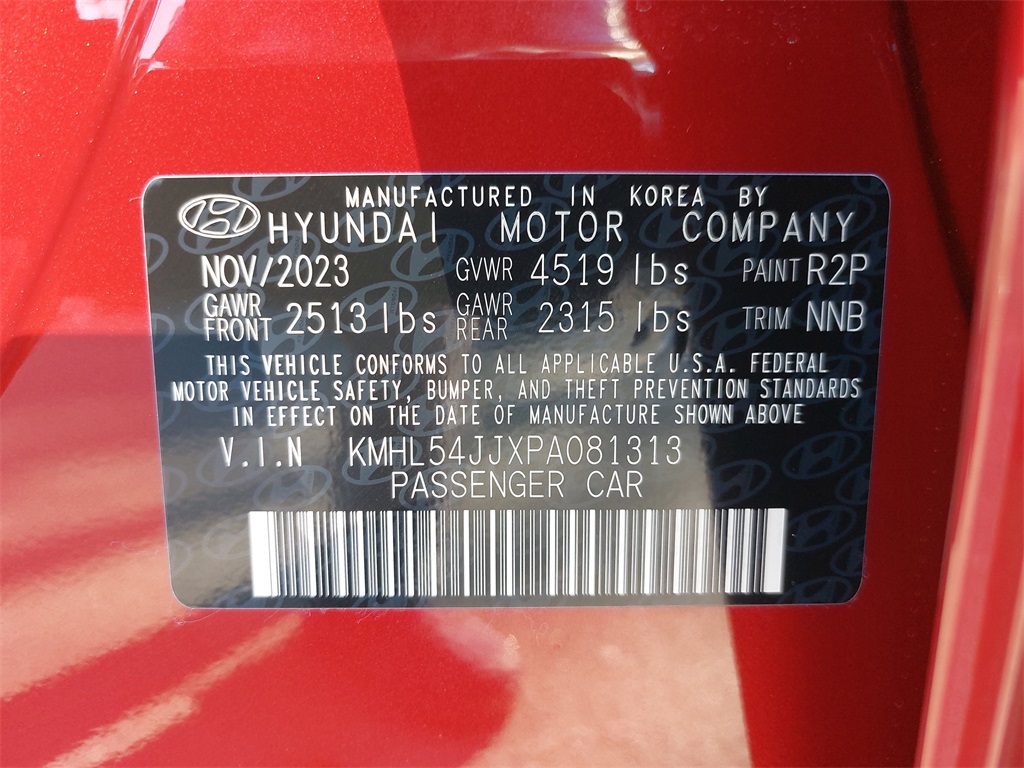 MANUFACTURED IN KOREA BY
HYUNDAI MOTOR COMPANY
NOV/2023 GVWR 4519 lbs PAINT R2P
GAWR FRONT 2513 lbs GAWR REAR 2315 lbs TRIM NNB
THIS VEHICLE CONFORMS TO ALL APPLICABLE U.S.A. FEDERAL
MOTOR VEHICLE SAFETY, BUMPER, AND THEFT PREVENTION STANDARDS
IN EFFECT ON THE DATE OF MANUFACTURE SHOWN ABOVE
V.I.N KMHL54JJXPA081313
PASSENGER CAR